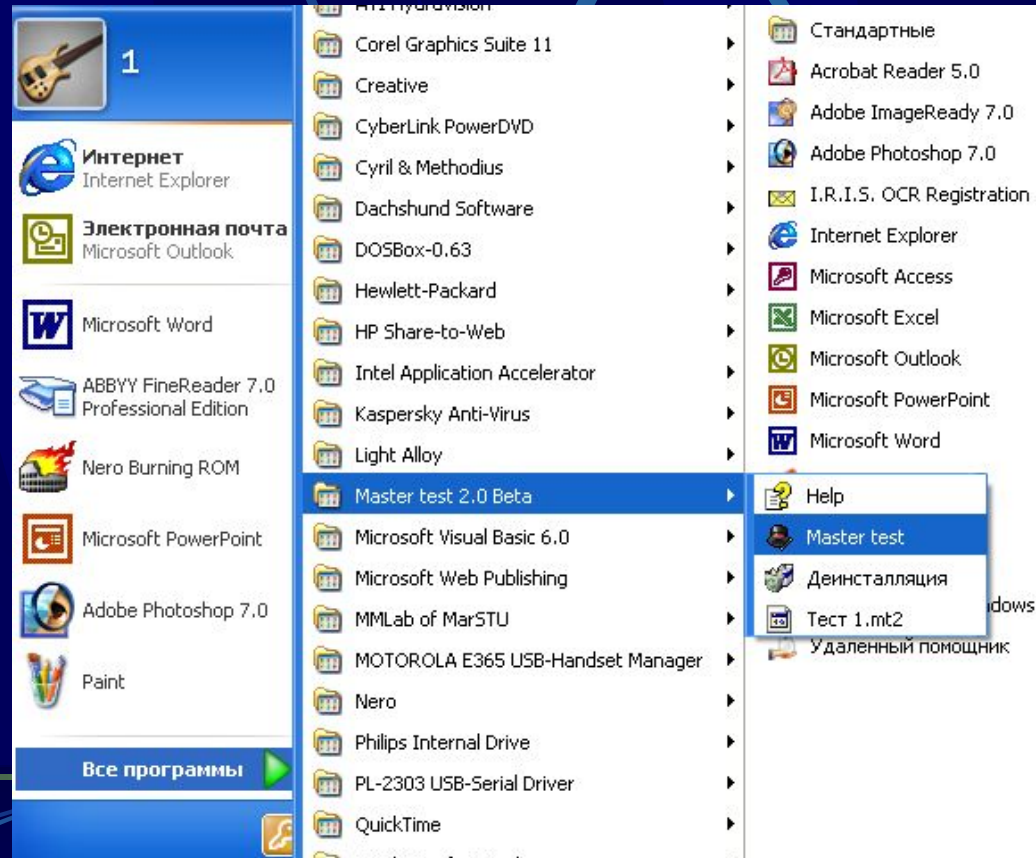 1
Интернет
Internet Explorer
Электронная почта
Microsoft Outlook
Microsoft Word
ABBYY FineReader 7.0
Professional Edition
Nero Burning ROM
Microsoft PowerPoint
Adobe Photoshop 7.0
Paint
Все программы
ATI Hydravision
Corel Graphics Suite 11
Creative
CyberLink PowerDVD
Cyril & Methodius
Dachshund Software
DOSBox-0.63
Hewlett-Packard
HP Share-to-Web
Intel Application Accelerator
Kaspersky Anti-Virus
Light Alloy
Master test 2.0 Beta
Microsoft Visual Basic 6.0
Microsoft Web Publishing
MMLab of MarSTU
MOTOROLA E365 USB-Handset Manager
Nero
Philips Internal Drive
PL-2303 USB-Serial Driver
QuickTime
Стандартные
Acrobat Reader 5.0
Adobe ImageReady 7.0
Adobe Photoshop 7.0
I.R.I.S. OCR Registration
Internet Explorer
Microsoft Access
Microsoft Excel
Microsoft Outlook
Microsoft PowerPoint
Microsoft Word
Help
Master test
Деинсталляция
Тест 1.mt2
dows
Удаленный помощник